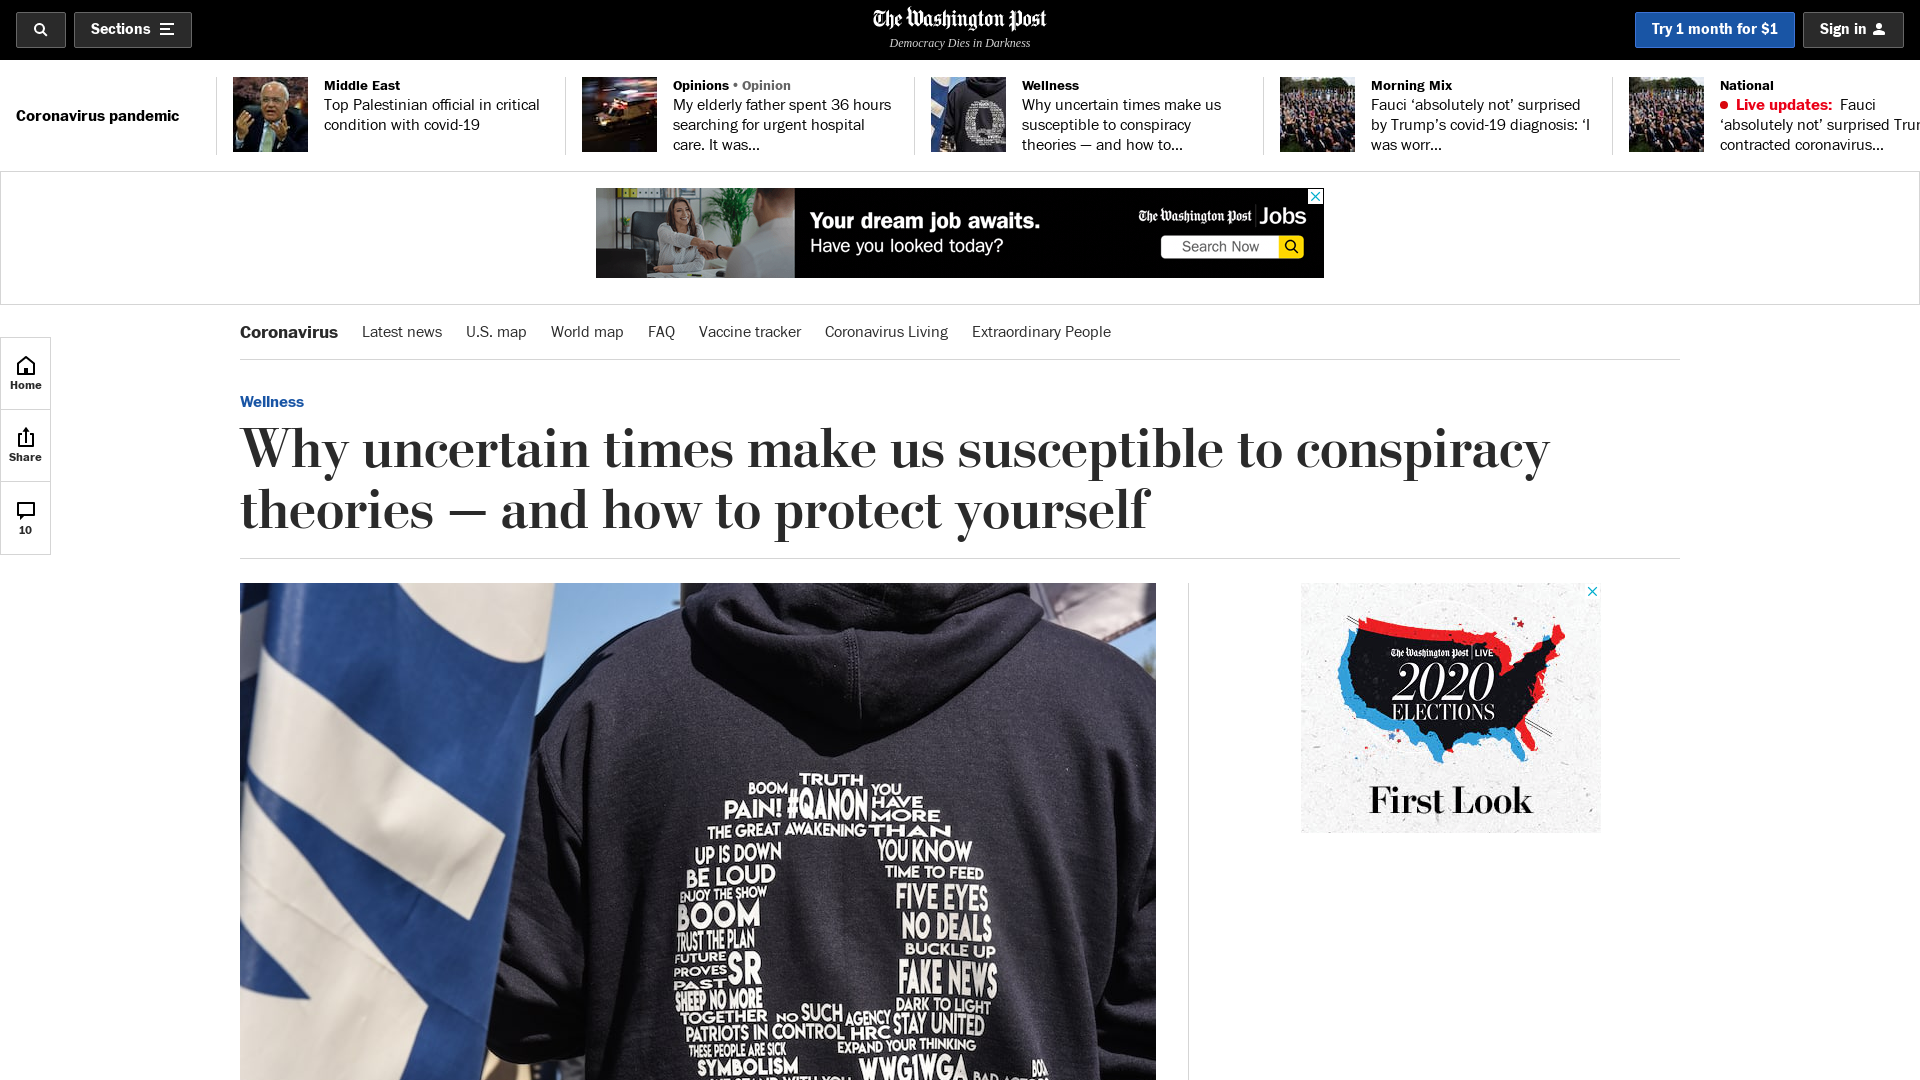 Sections
The Washington Post
Democracy Dies in Darkness
Try 1 month for $1
Sign in
Coronavirus pandemic
Middle East
Top Palestinian official in critical
condition with covid-19
Opinions • Opinion
My elderly father spent 36 hours
searching for urgent hospital
care. It was...
Wellness
Why uncertain times make us
susceptible to conspiracy
theories — and how to...
Morning Mix
Fauci ‘absolutely not’ surprised
by Trump’s covid-19 diagnosis: ‘I
was worr...
National
Live updates: Fauci
‘absolutely not’ surprised Trum
contracted coronavirus...
Your dream job awaits.
Have you looked today?
The Washington Post Jobs
Search Now
Coronavirus
Latest news
U.S. map
World map
FAQ
Vaccine tracker
Coronavirus Living
Extraordinary People
Home
Share
10
Wellness
Why uncertain times make us susceptible to conspiracy
theories — and how to protect yourself
BOOM
TRUTH
YOU
PAIN!
#QANON
HAVE
MORE
THE GREAT AWAKENING
THAN
UP IS DOWN
YOU KNOW
BE LOUD
TIME TO FEED
ENJOY THE SHOW
FIVE EYES
BOOM
NO DEALS
TRUST THE PLAN
BUCKLE UP
FUTURE
PROVES
PAST
SR
FAKE NEWS
SHEEP NO MORE
DARK TO LIGHT
TOGETHER
NO SUCH AGENCY
STAY UNITED
PATRIOTS IN CONTROL
HRC
THESE PEOPLE ARE SICK
EXPAND YOUR THINKING
SYMBOLISM
WWG1WGA
The Washington Post LIVE
2020
ELECTIONS
First Look